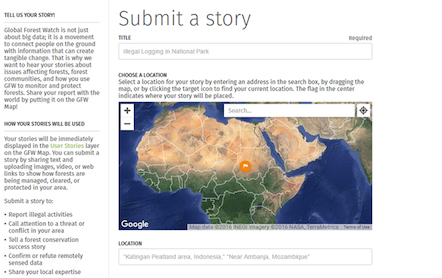 TELL US YOUR STORY!
Global Forest Watch is not just
about big data; it is a movement
to connect people on the ground
with information that can create
tangible change. That is why we
want to hear your stories about
issues affecting forests, forest
communities, and how you use
GFW to monitor and protect
forests. Share your report with the
world by putting it on the GFW
Map!
HOW YOUR STORIES WILL BE USED
Your stories will be immediately
displayed in the User Stories layer
on the GFW Map. You can submit a
story by sharing text and
uploading images, video, or web
links to show how forests are
being managed, cleared, or
protected in your area.
Submit a story to:
• Report illegal activities
• Call attention to a threat or
conflict in your area
• Tell a forest conservation
success story
• Confirm or refute remotely
sensed data
• Share your local expertise
Submit a story
TITLE Required
Illegal Logging in National Park
CHOOSE A LOCATION
Select a location for your story by entering an address in the search box, by dragging the
map, or by clicking the target icon to find your current location. The flag in the center
indicates where your story will be placed.
+
−
Search...
Google
Map data ©2016 INEGI Imagery ©2016 NASA, TerraMetrics Terms of Use
LOCATION
"Katingan Peatland area, Indonesia," "Near Ambanja, Mozambique"